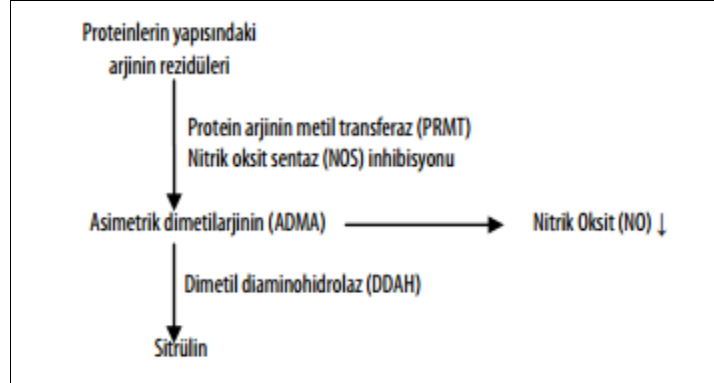 Proteinlerin yapısındaki
arjinin rezidüleri
Protein arjinin metil transferaz (PRMT)
Nitrik oksit sentaz (NOS) inhibisyonu
Asimetrik dimetilarjinin (ADMA)
Nitrik Oksit (NO) ↓
Dimetil diaminohidrolaz (DDAH)
Sitrülin